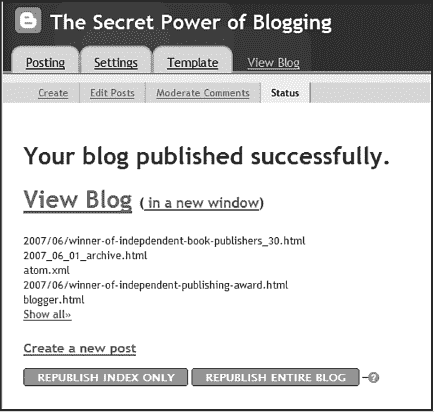 The Secret Power of Blogging
Posting Settings Template View Blog
Create Edit Posts Moderate Comments Status
Your blog published successfully.
View Blog ( in a new window)
2007/06/winner-of-indepdendent-book-publishers_30.html
2007_06_01_archive.html
atom.xml
2007/06/winner-of-independent-publishing-award.html
blogger.html
Show all»
Create a new post
REPUBLISH INDEX ONLY REPUBLISH ENTIRE BLOG ?